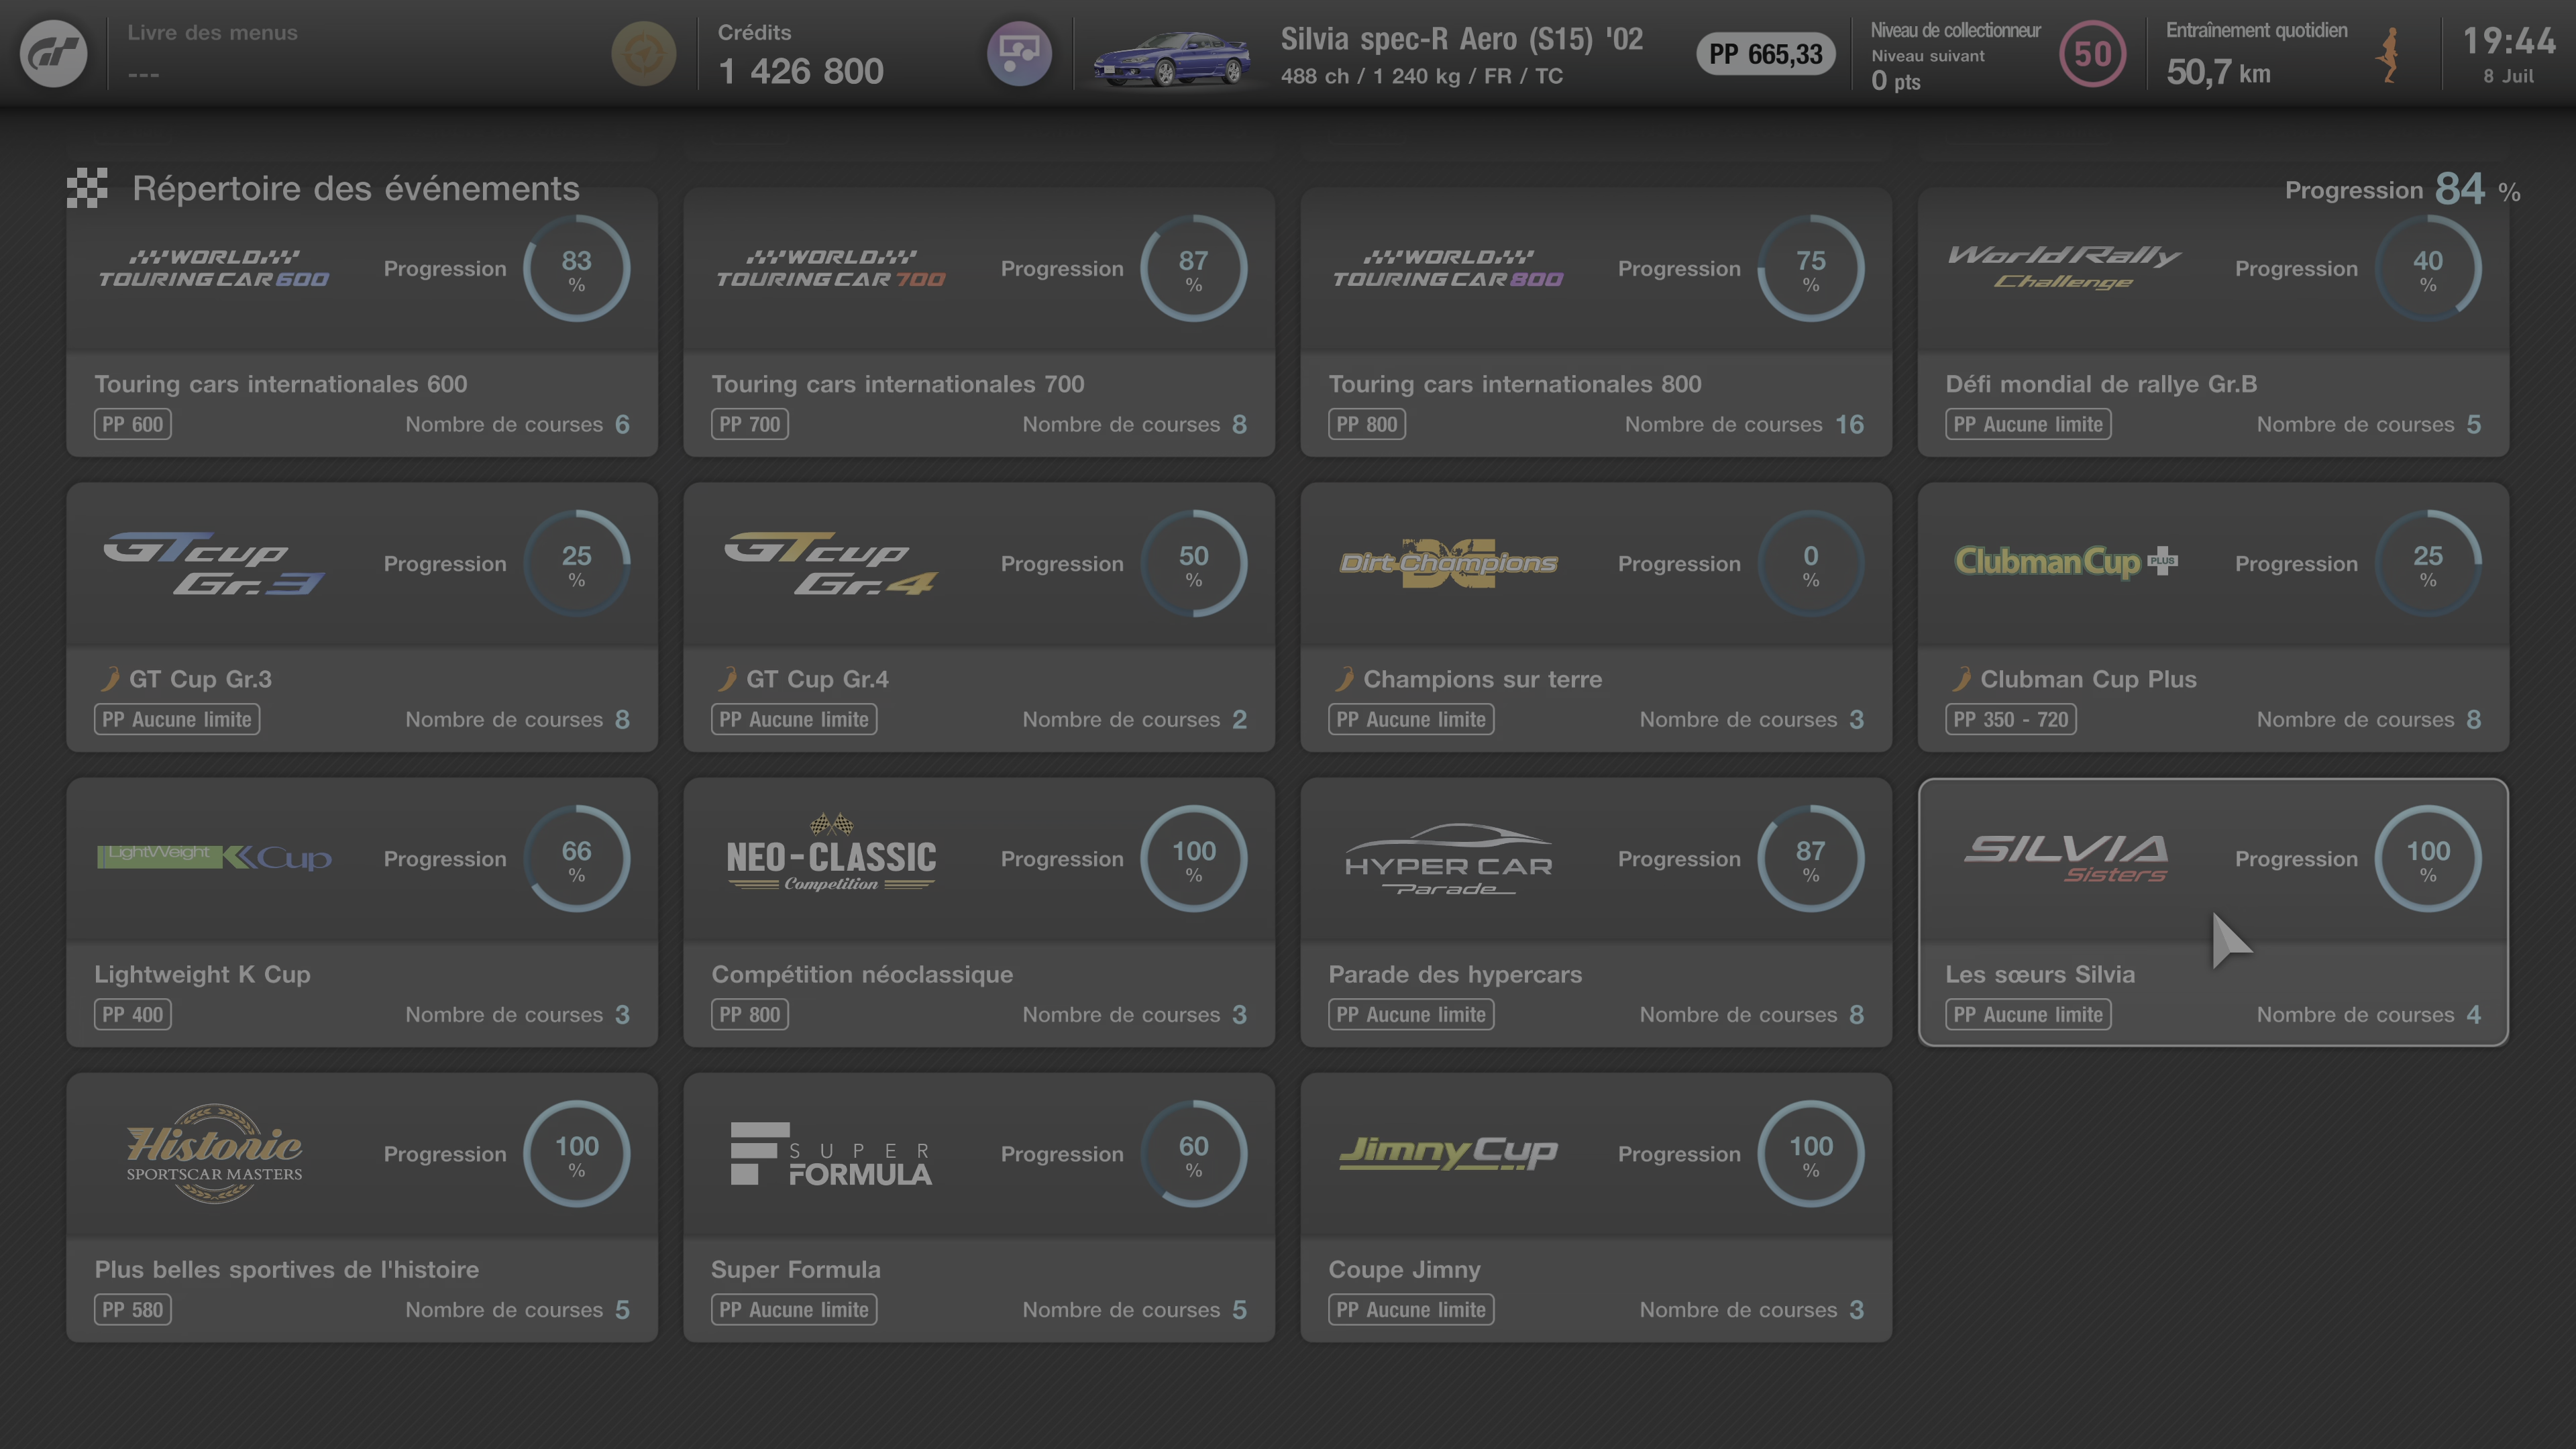 Livre des menus
---
Crédits
1 426 800
Silvia spec-R Aero (S15) '02
488 ch / 1 240 kg / FR / TC
PP 665,33
Niveau de collectionneur
Niveau suivant
0 pts
50
Entraînement quotidien
50,7 km
19:44
8 Juil
Répertoire des événements
Progression 84 %
WORLD
TOURING CAR 600
Progression
83
%
Touring cars internationales 600
PP 600
Nombre de courses 6
WORLD
TOURING CAR 700
Progression
87
%
Touring cars internationales 700
PP 700
Nombre de courses 8
WORLD
TOURING CAR 800
Progression
75
%
Touring cars internationales 800
PP 800
Nombre de courses 16
World Rally
Challenge
Progression
40
%
Défi mondial de rallye Gr.B
PP Aucune limite
Nombre de courses 5
GT cup
Gr.3
Progression
25
%
GT Cup Gr.3
PP Aucune limite
Nombre de courses 8
GT cup
Gr.4
Progression
50
%
GT Cup Gr.4
PP Aucune limite
Nombre de courses 2
Dirt Champions
Progression
0
%
Champions sur terre
PP Aucune limite
Nombre de courses 3
Clubman Cup PLUS
Progression
25
%
Clubman Cup Plus
PP 350 - 720
Nombre de courses 8
LightWeight K Cup
Progression
66
%
Lightweight K Cup
PP 400
Nombre de courses 3
NEO-CLASSIC
Competition
Progression
100
%
Compétition néoclassique
PP 800
Nombre de courses 3
HYPER CAR
Parade
Progression
87
%
Parade des hypercars
PP Aucune limite
Nombre de courses 8
SILVIA
Sisters
Progression
100
%
Les sœurs Silvia
PP Aucune limite
Nombre de courses 4
Historic
SPORTSCAR MASTERS
Progression
100
%
Plus belles sportives de l'histoire
PP 580
Nombre de courses 5
SUPER
FORMULA
Progression
60
%
Super Formula
PP Aucune limite
Nombre de courses 5
Jimny Cup
Progression
100
%
Coupe Jimny
PP Aucune limite
Nombre de courses 3